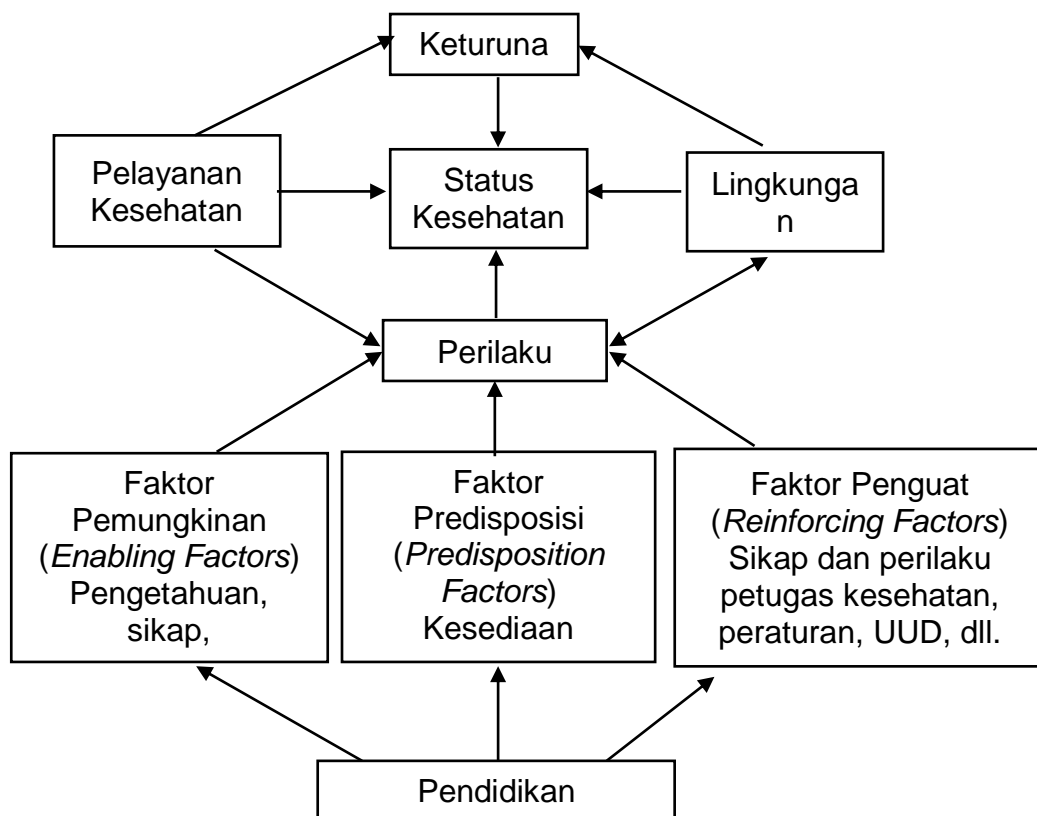 Keturuna
Pelayanan
Kesehatan
Status
Kesehatan
Lingkunga
n
Perilaku
Faktor
Pemungkinan
(Enabling Factors)
Pengetahuan,
sikap,
Faktor
Predisposisi
(Predisposition
Factors)
Kesediaan
Faktor Penguat
(Reinforcing Factors)
Sikap dan perilaku
petugas kesehatan,
peraturan, UUD, dll.
Pendidikan